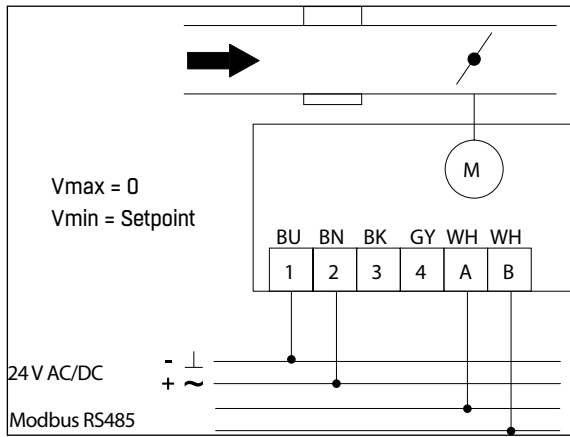 M
Vmax = 0
Vmin = Setpoint
BU BN BK GY WH WH
1 2 3 4 A B
24 V AC/DC - ⊥
+ ~
Modbus RS485